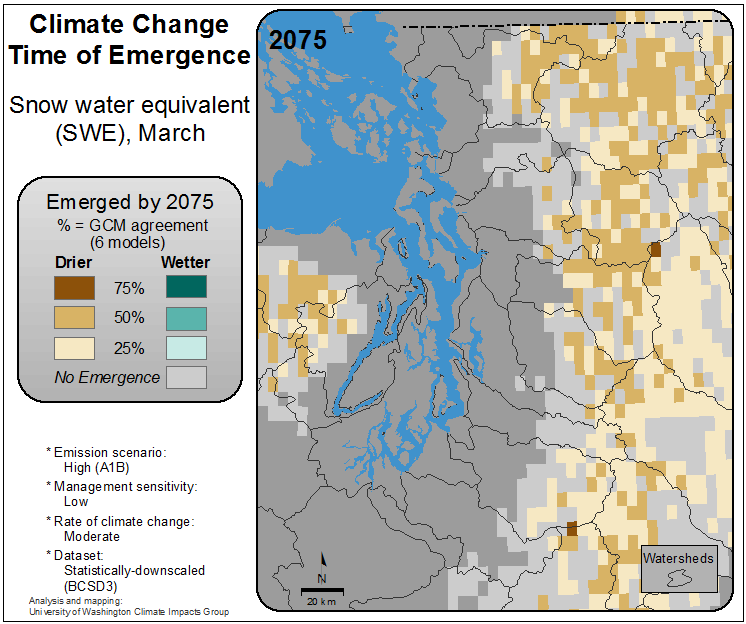 Climate Change
Time of Emergence
Snow water equivalent
(SWE), March
Emerged by 2075
% = GCM agreement
(6 models)
Drier Wetter
75%
50%
25%
No Emergence
* Emission scenario:
High (A1B)
* Management sensitivity:
Low
* Rate of climate change:
Moderate
* Dataset:
Statistically-downscaled
(BCSD3)
Analysis and mapping:
University of Washington Climate Impacts Group
2075
N
20 km
Watersheds